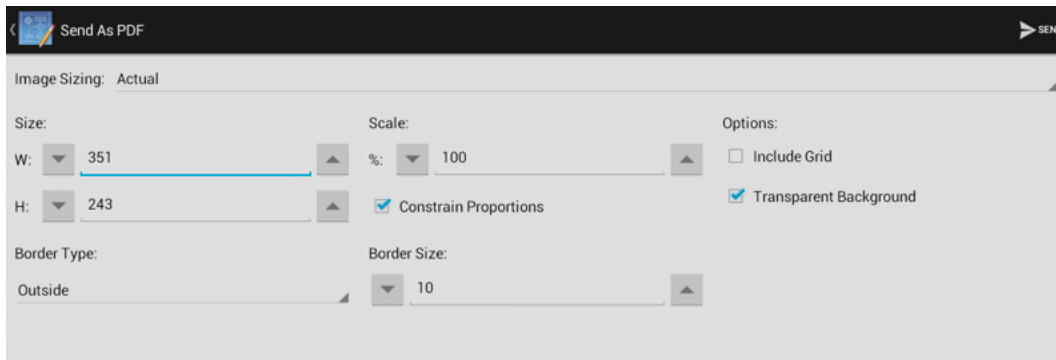 Send As PDF
SEN
Image Sizing: Actual
Size:
Scale:
Options:
W: 351
%: 100
Include Grid
H: 243
Constrain Proportions
Transparent Background
Border Type:
Border Size:
Outside
10